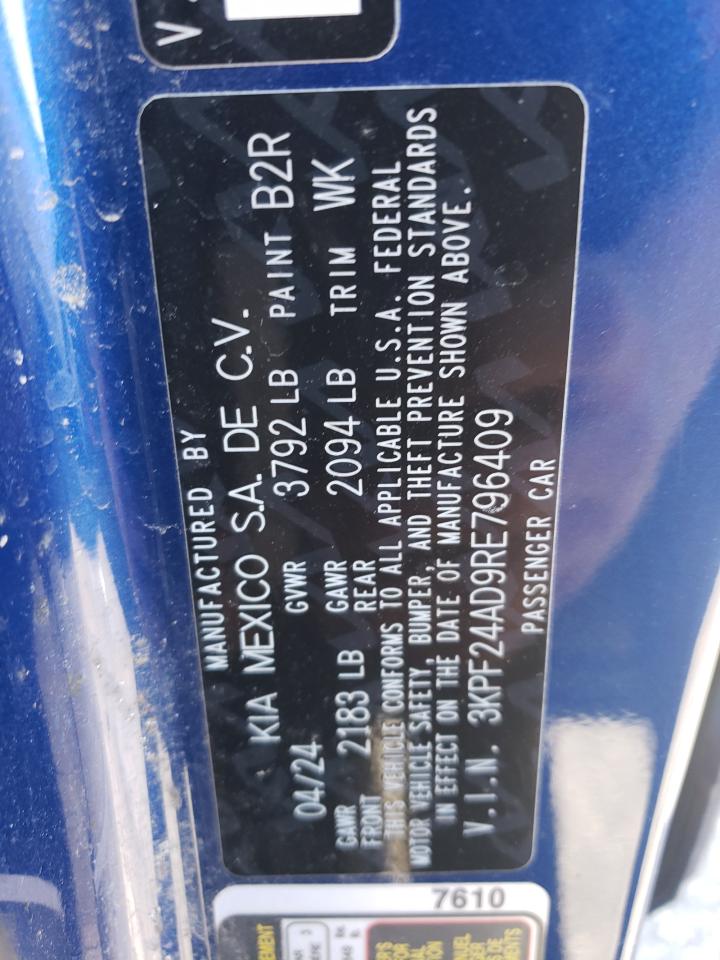 V
MANUFACTURED BY
KIA MEXICO S.A. DE C.V.
04/24 GVWR 3792 LB PAINT B2R
GAWR FRONT 2183 LB GAWR REAR 2094 LB TRIM WK
THIS VEHICLE CONFORMS TO ALL APPLICABLE U.S.A. FEDERAL
MOTOR VEHICLE SAFETY, BUMPER, AND THEFT PREVENTION STANDARDS
IN EFFECT ON THE DATE OF MANUFACTURE SHOWN ABOVE.
V.I.N. 3KPF24AD9RE796409
PASSENGER CAR
7610